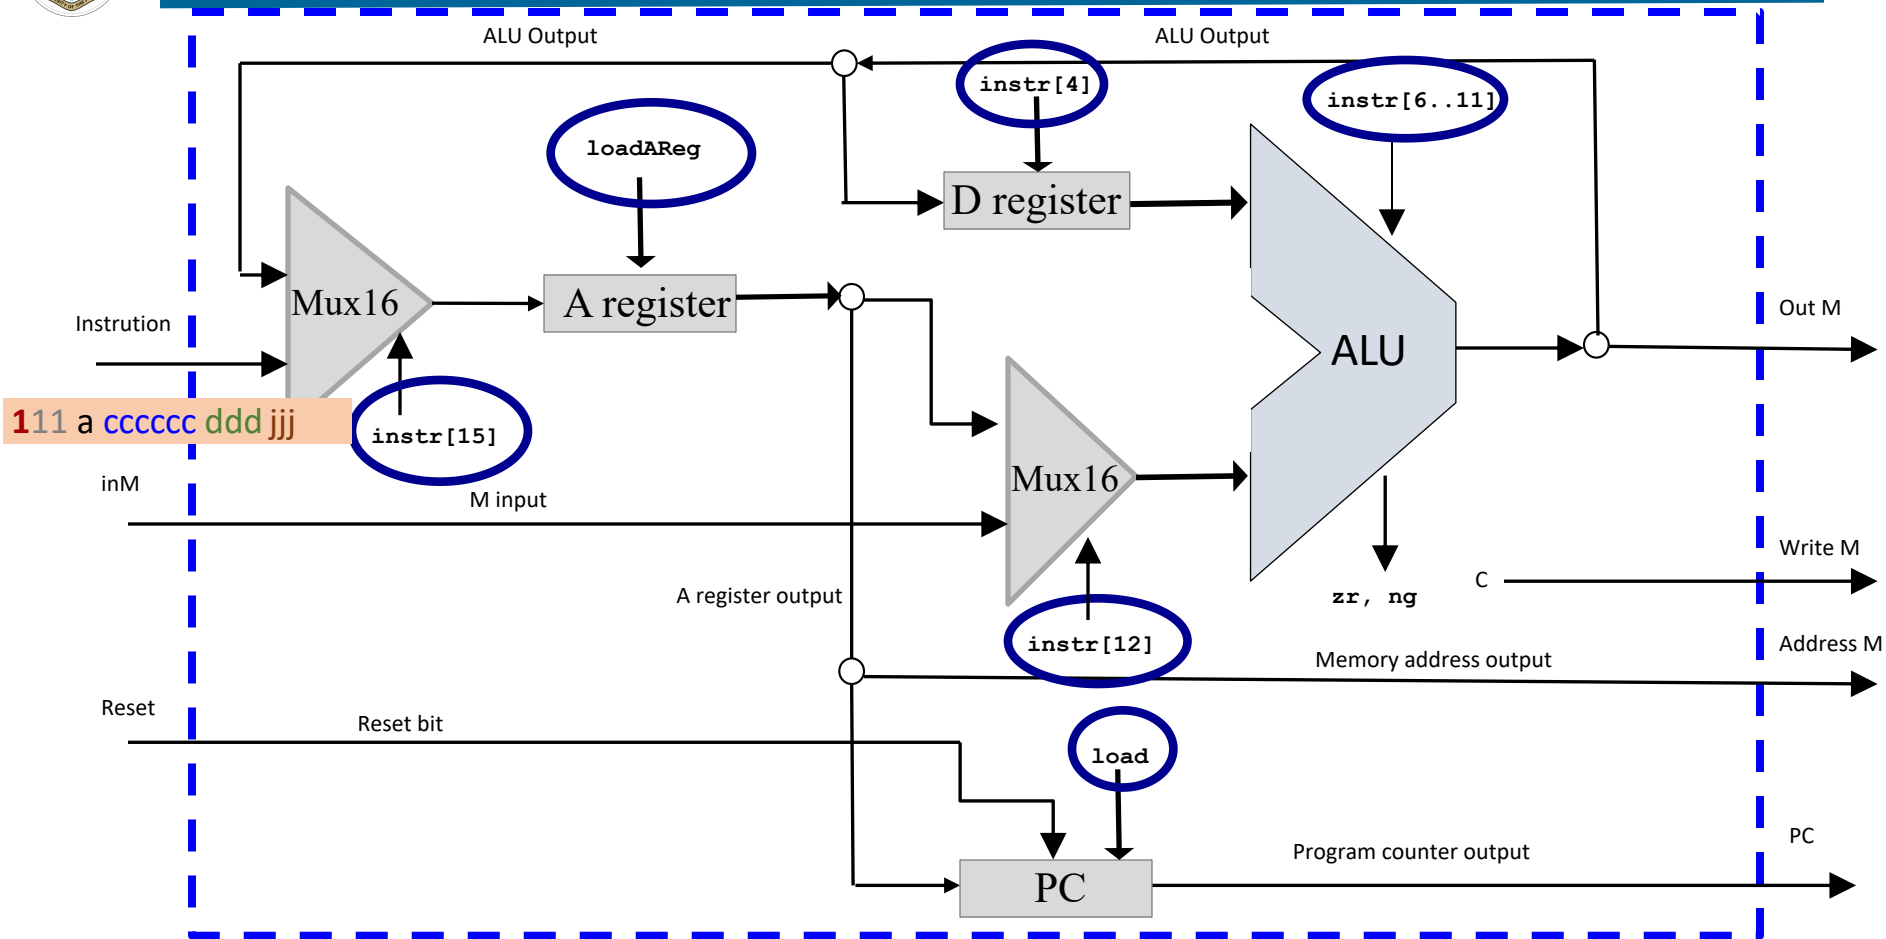 ALU Output
ALU Output
instr[4]
instr[6..11]
loadAReg
D register
Mux16
A register
Instrution
Out M
ALU
111 a cccccc ddd jjj
instr[15]
inM
M input
Mux16
Write M
C
A register output
zr, ng
instr[12]
Address M
Memory address output
Reset
Reset bit
load
PC
Program counter output
PC